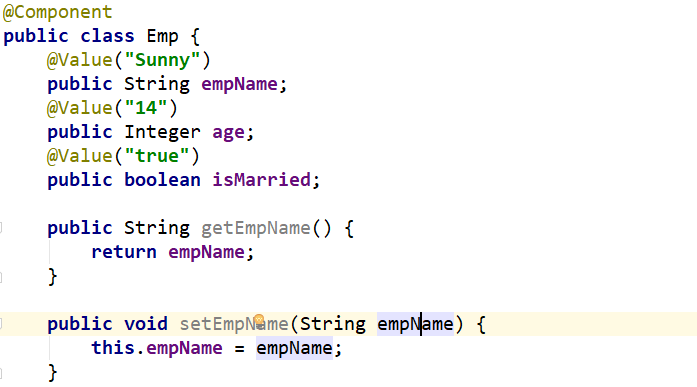 @Component
public class Emp {
@Value("Sunny")
public String empName;
@Value("14")
public Integer age;
@Value("true")
public boolean isMarried;
public String getEmpName() {
return empName;
}
public void setEmpName(String empName) {
this.empName = empName;
}